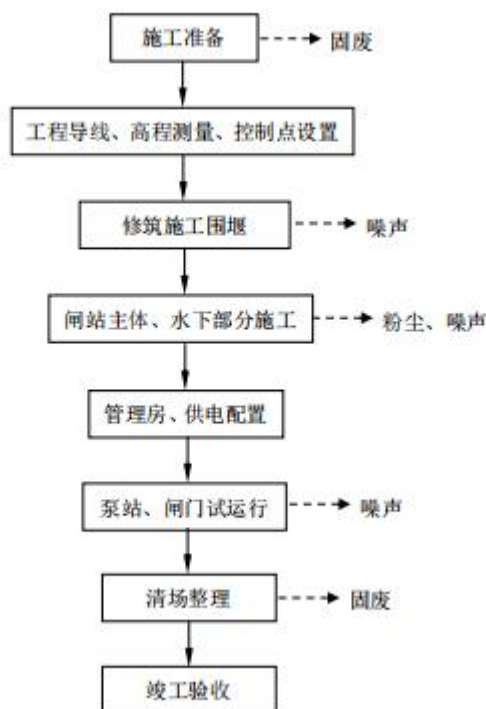 施工准备
固废
工程导线、高程测量、控制点设置
修筑施工围堰
噪声
闸站主体、水下部分施工
粉尘、噪声
管理房、供电配置
泵站、闸门试运行
噪声
清场整理
固废
竣工验收